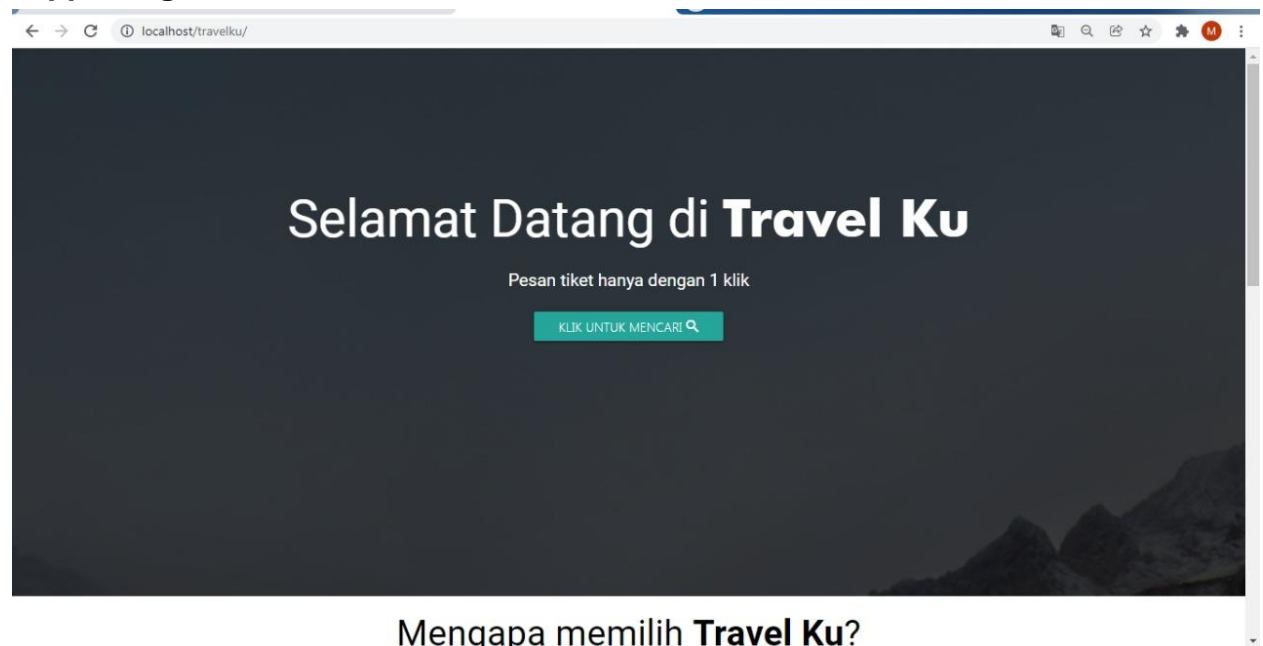 localhost/travelku/
M
Selamat Datang di Travel Ku
Pesan tiket hanya dengan 1 klik
KLIK UNTUK MENCARI
Mengapa memilih Travel Ku?